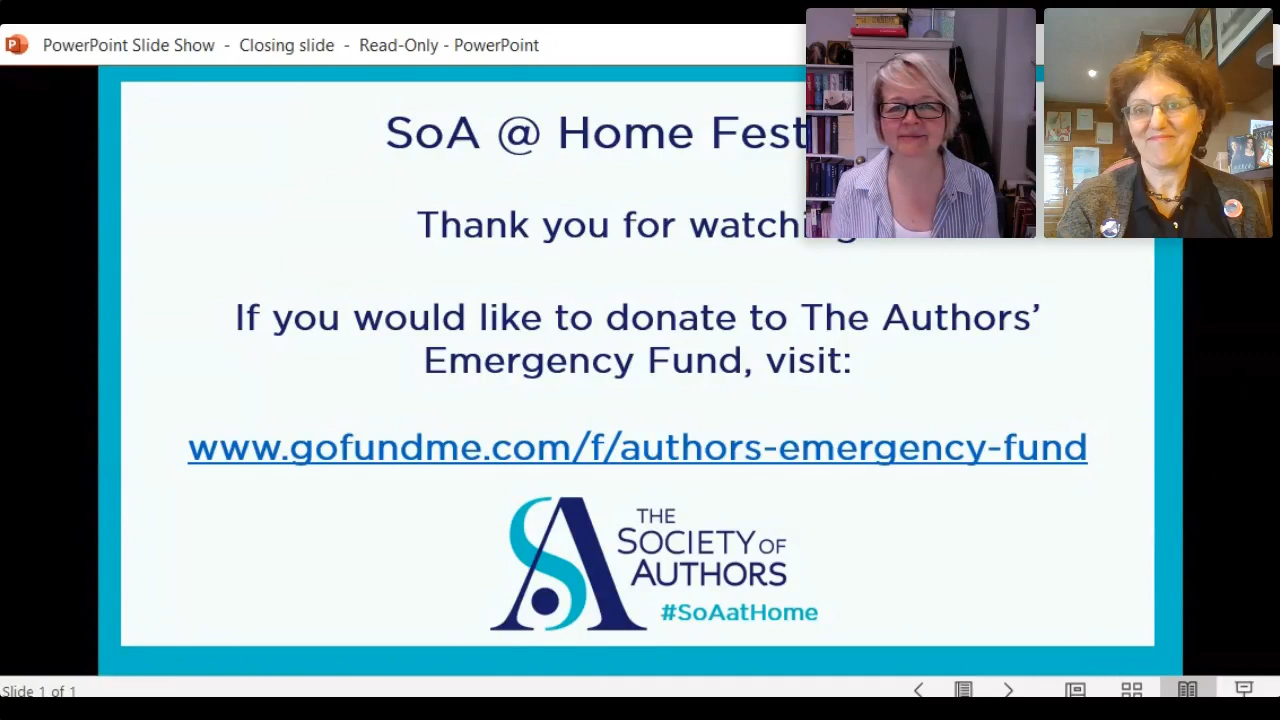 PowerPoint Slide Show - Closing slide - Read-Only - PowerPoint
SoA @ Home Fest
Thank you for watching
If you would like to donate to The Authors’
Emergency Fund, visit:
www.gofundme.com/f/authors-emergency-fund
THE
SOCIETY OF
AUTHORS
#SoAatHome
Slide 1 of 1